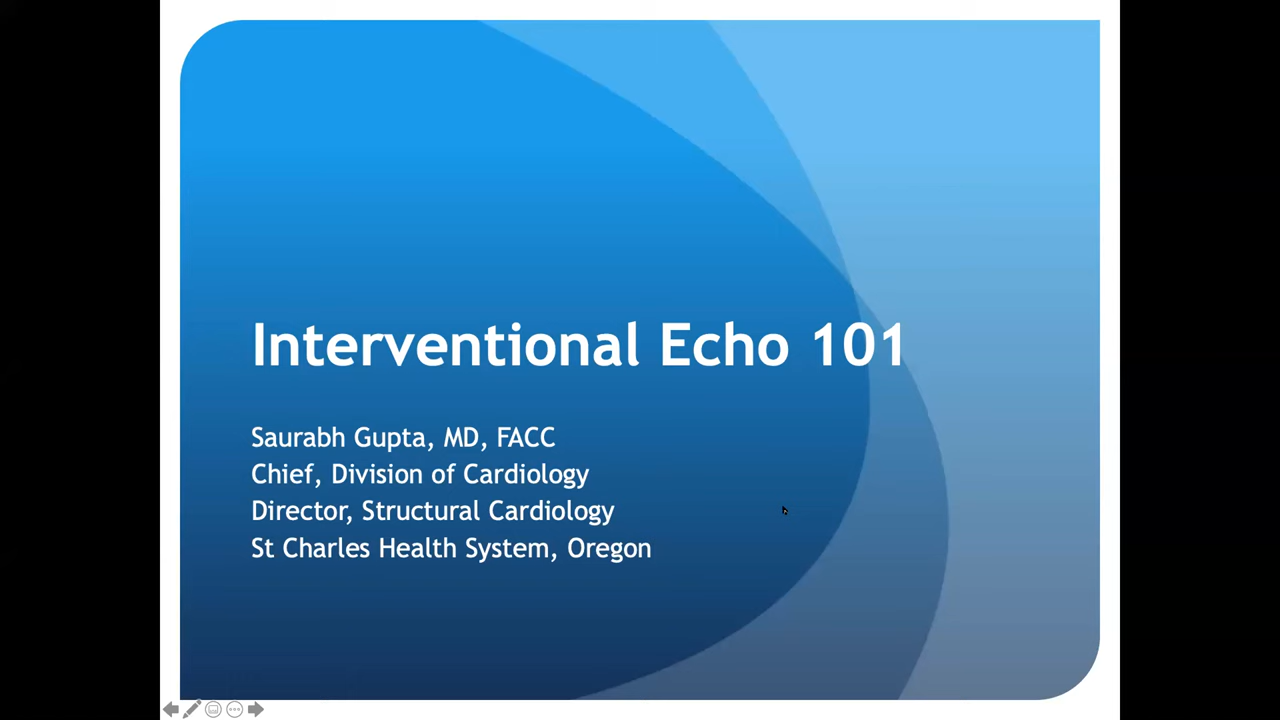 Interventional Echo 101
Saurabh Gupta, MD, FACC
Chief, Division of Cardiology
Director, Structural Cardiology
St Charles Health System, Oregon